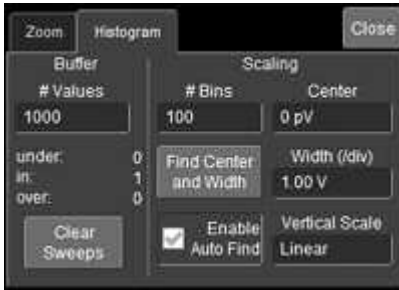 Zoom Histogram Close
Buffer Scaling
# Values # Bins Center
1000 100 0 pV
under: 0
in: 1
over: 0
Find Center and Width
Width (/div)
1.00 V
Clear Sweeps
Enable Auto Find
Vertical Scale
Linear